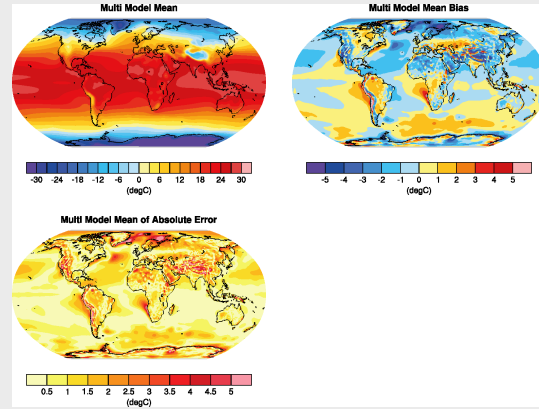 Multi Model Mean
-30 -24 -18 -12 -6 0 6 12 18 24 30
(degC)
Multi Model Mean Bias
-5 -4 -3 -2 -1 0 1 2 3 4 5
(degC)
Multi Model Mean of Absolute Error
0.5 1 1.5 2 2.5 3 3.5 4 4.5 5
(degC)